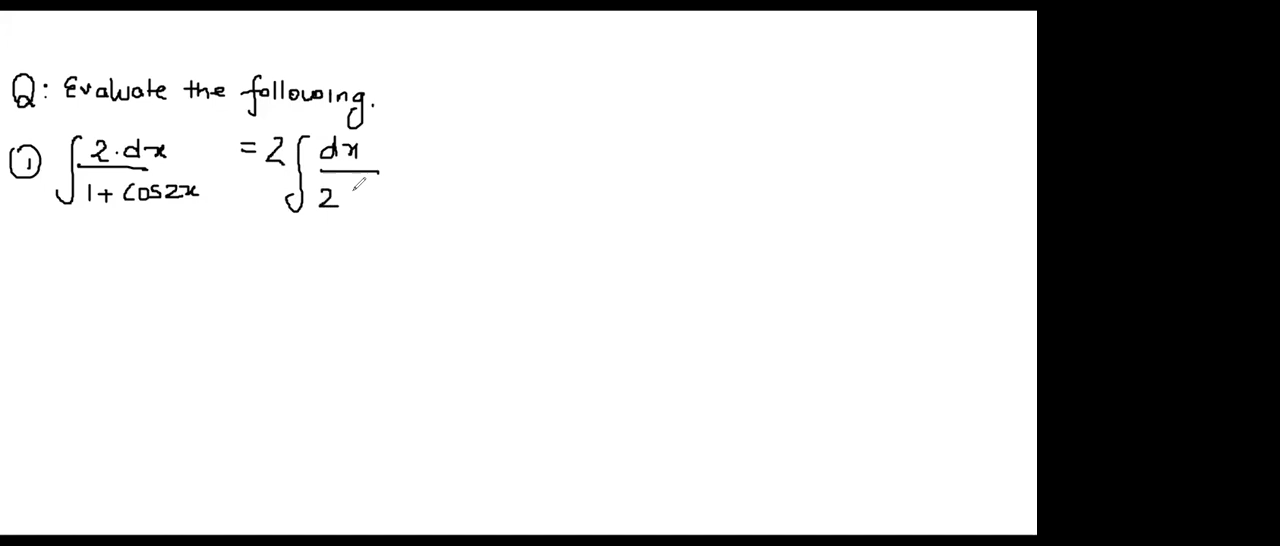 Q: Evaluate the following.
① ∫ 2·dx / 1 + cos2x = 2 ∫ dx / 2